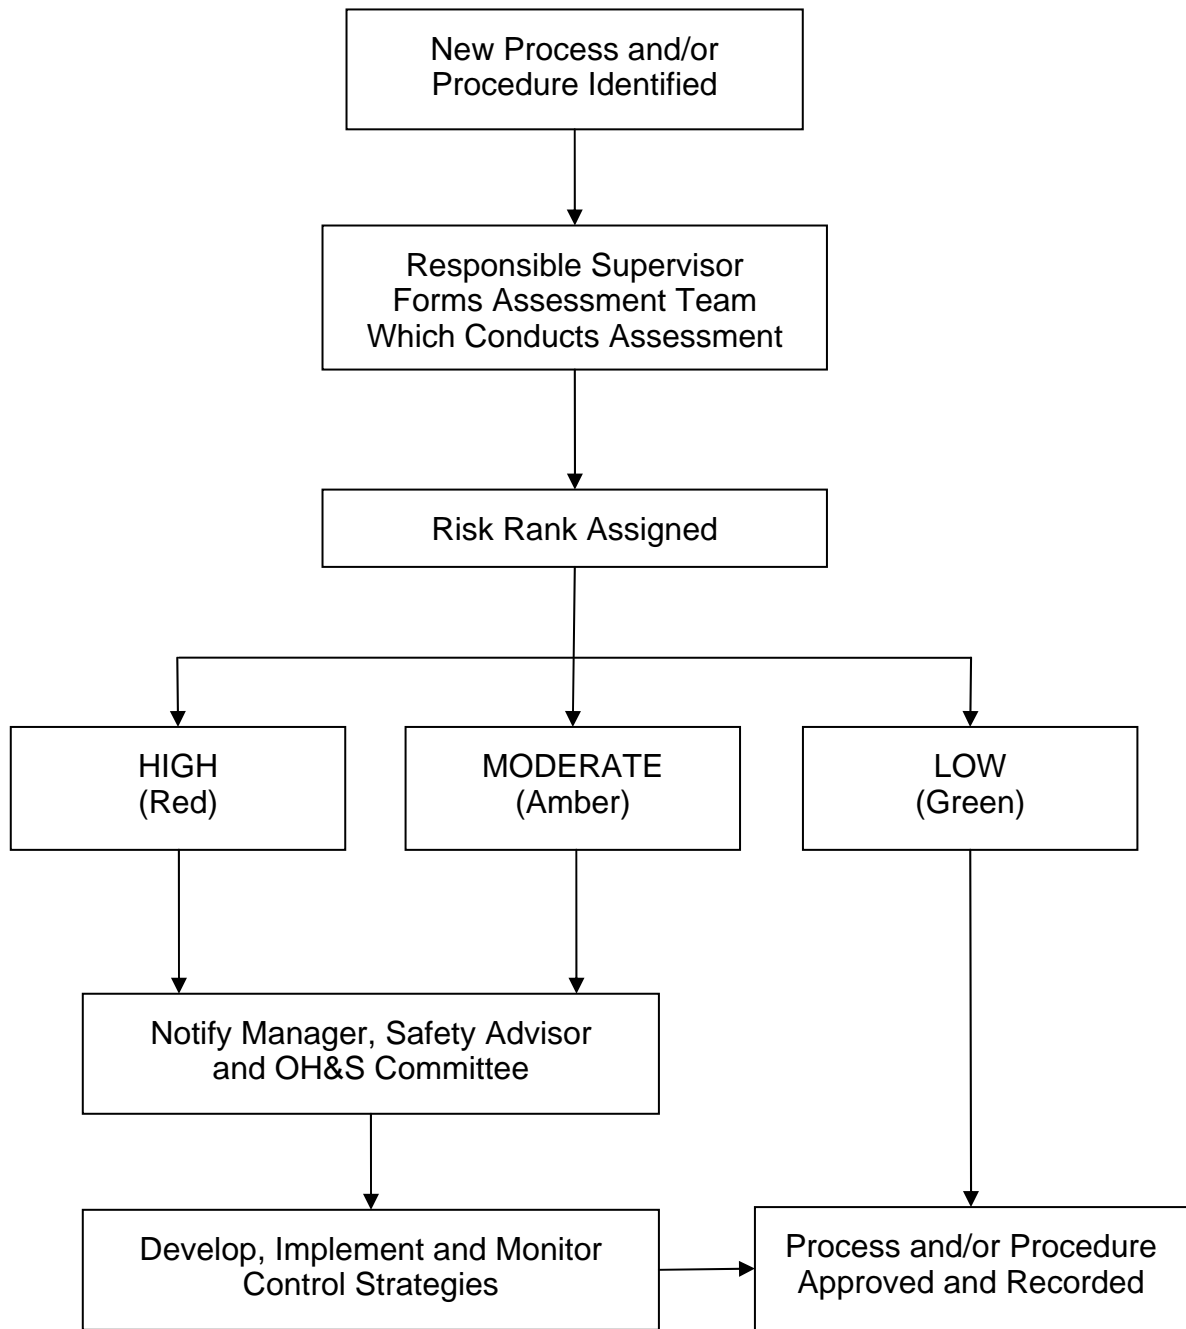 New Process and/or
Procedure Identified
Responsible Supervisor
Forms Assessment Team
Which Conducts Assessment
Risk Rank Assigned
HIGH
(Red)
MODERATE
(Amber)
LOW
(Green)
Notify Manager, Safety Advisor
and OH&S Committee
Develop, Implement and Monitor
Control Strategies
Process and/or Procedure
Approved and Recorded